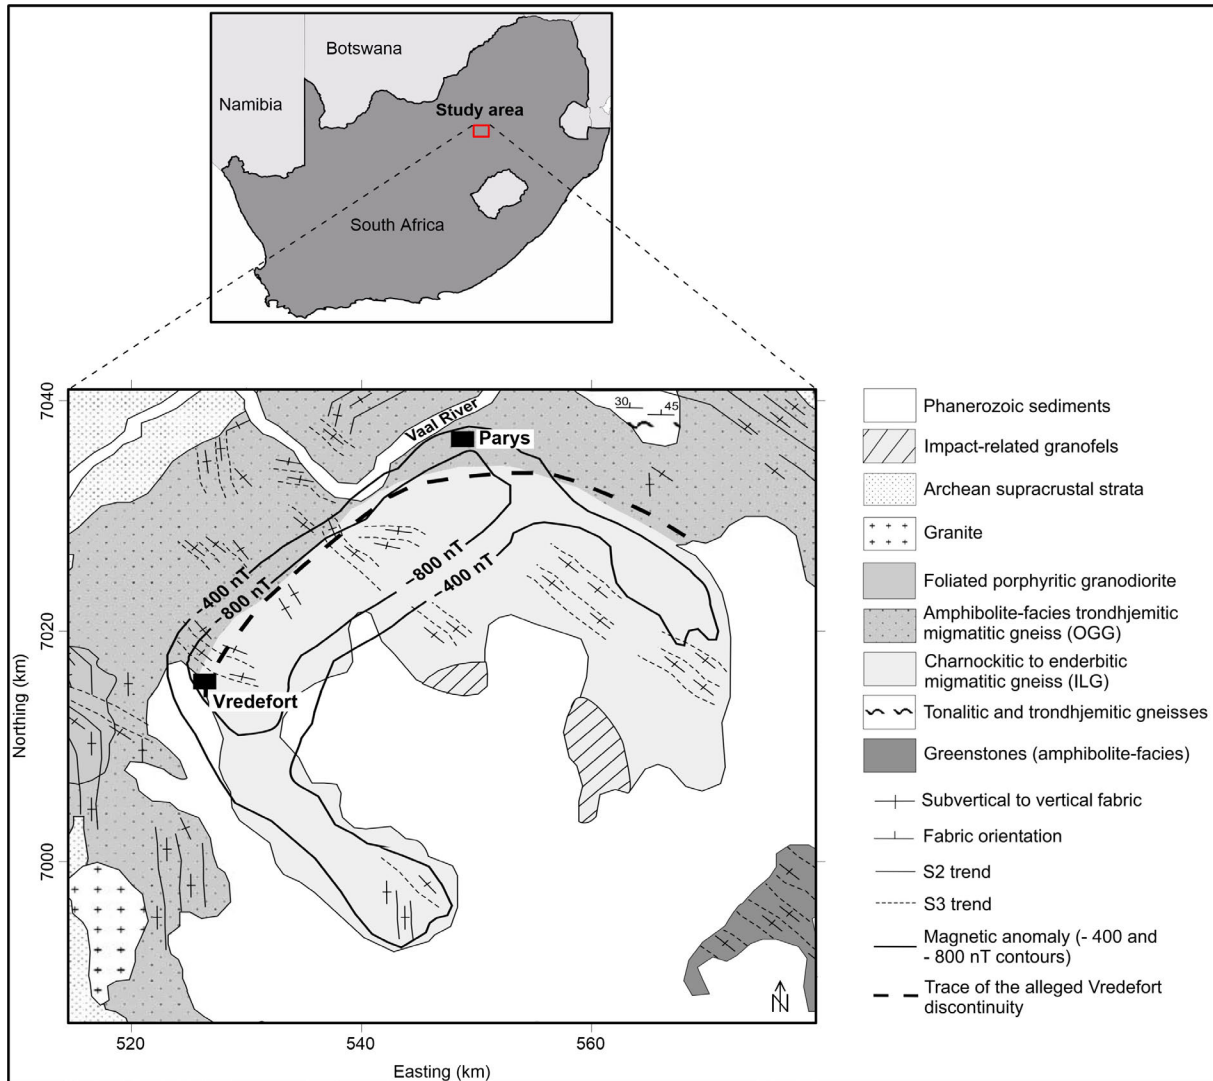 Botswana
Namibia
Study area
South Africa
7040
7020
7000
Northing (km)
520
540
560
Easting (km)
Vaal River
Parys
30
45
- 400 nT
- 800 nT
-800 nT
-400 nT
Vredefort
N
Phanerozoic sediments
Impact-related granofels
Archean supracrustal strata
Granite
Foliated porphyritic granodiorite
Amphibolite-facies trondhjemitic
migmatitic gneiss (OGG)
Charnockitic to enderbitic
migmatitic gneiss (ILG)
Tonalitic and trondhjemitic gneisses
Greenstones (amphibolite-facies)
Subvertical to vertical fabric
Fabric orientation
S2 trend
S3 trend
Magnetic anomaly (- 400 and
- 800 nT contours)
Trace of the alleged Vredefort
discontinuity